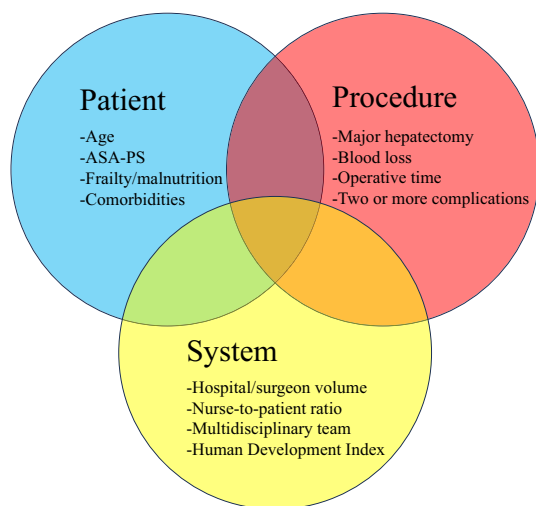 Patient
-Age
-ASA-PS
-Frailty/malnutrition
-Comorbidities
Procedure
-Major hepatectomy
-Blood loss
-Operative time
-Two or more complications
System
-Hospital/surgeon volume
-Nurse-to-patient ratio
-Multidisciplinary team
-Human Development Index